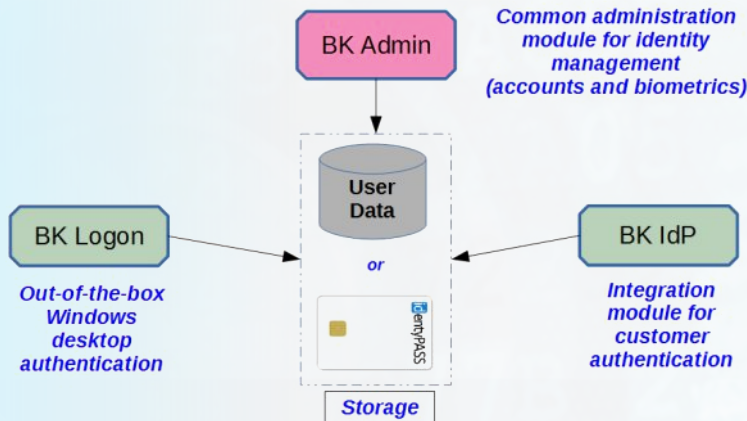 BK Admin
Common administration
module for identity
management
(accounts and biometrics)
User
Data
BK Logon
or
BK IdP
Out-of-the-box
Windows
desktop
authentication
idEntyPASS
Integration
module for
customer
authentication
Storage